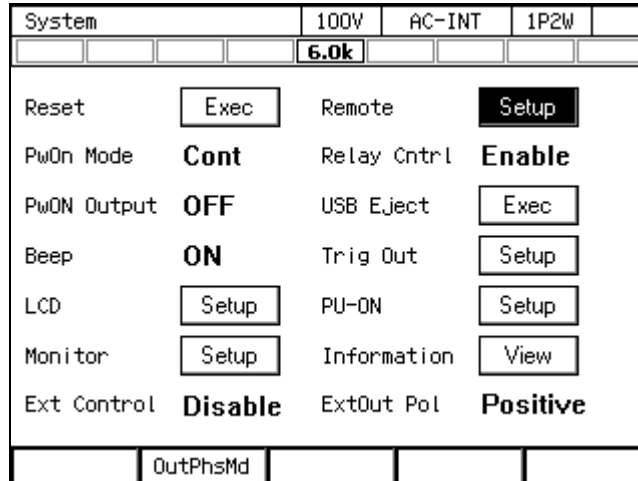 System 100V AC-INT 1P2W
6.0k
Reset Exec Remote Setup
PwOn Mode Cont Relay Cntrl Enable
PwON Output OFF USB Eject Exec
Beep ON Trig Out Setup
LCD Setup PU-ON Setup
Monitor Setup Information View
Ext Control Disable ExtOut Pol Positive
OutPhsMd